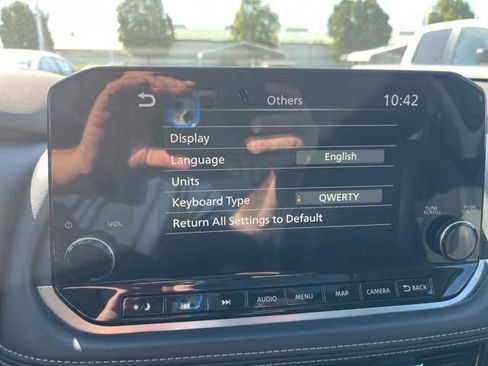 Others 10:42
Display
Language English
Units
Keyboard Type QWERTY
Return All Settings to Default
VOL
TUNE·SCROLL
PUSH SOUND
AUDIO MENU MAP CAMERA BACK